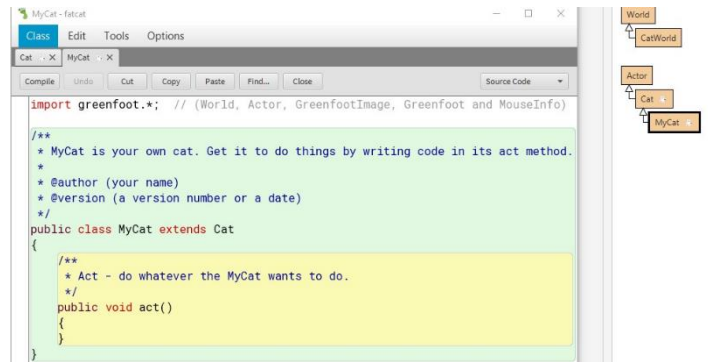 MyCat - fatcat
Class Edit Tools Options
Cat X MyCat X
Compile Undo Cut Copy Paste Find... Close Source Code
import greenfoot.*; // (World, Actor, GreenfootImage, Greenfoot and MouseInfo)
/**
* MyCat is your own cat. Get it to do things by writing code in its act method.
*
* @author (your name)
* @version (a version number or a date)
*/
public class MyCat extends Cat
{
/**
* Act - do whatever the MyCat wants to do.
*/
public void act()
{
}
}
World
CatWorld
Actor
Cat
MyCat